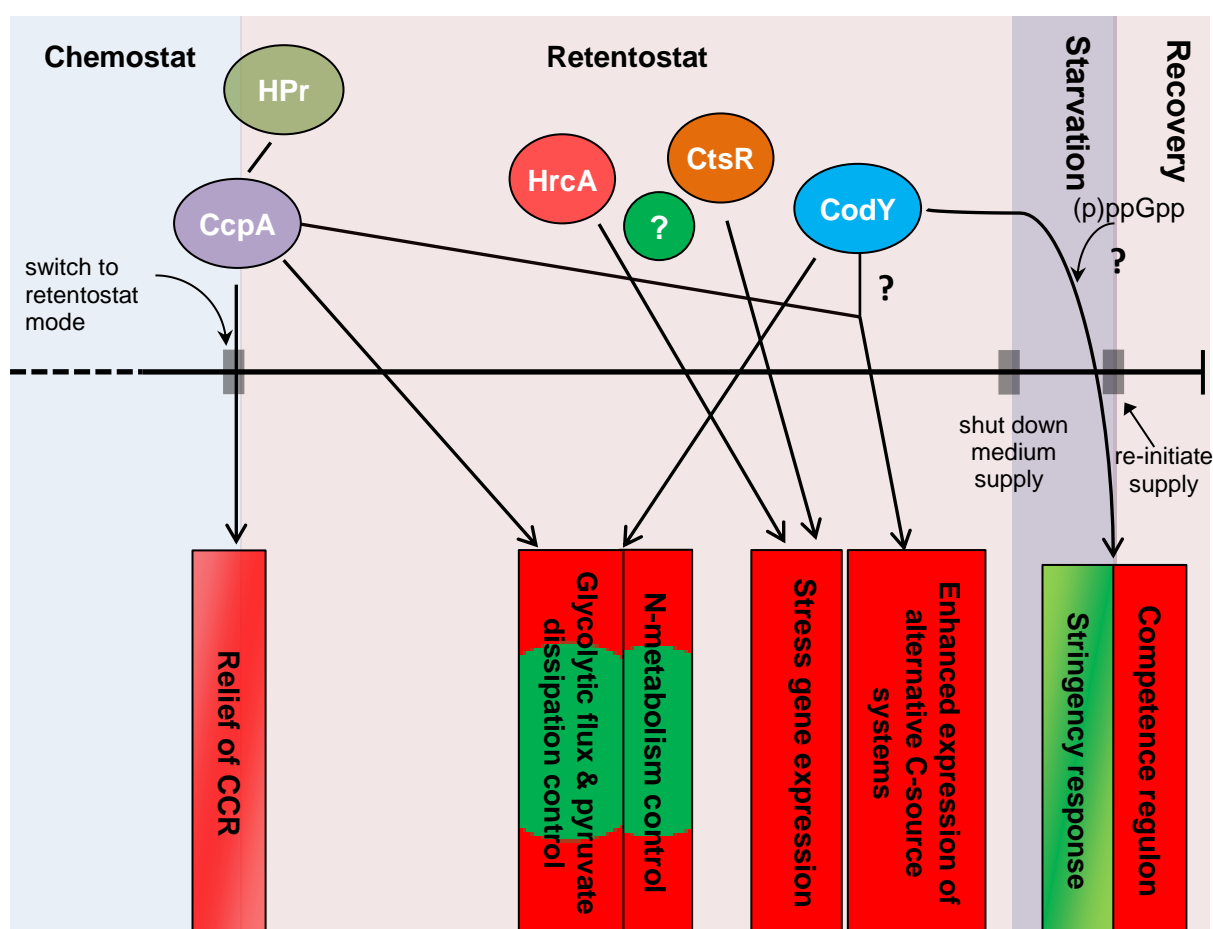 Chemostat
Retentostat
Starvation
Recovery
HPr
CcpA
HrcA
?
CtsR
CodY
?
(p)ppGpp
?
switch to
retentostat
mode
shut down
medium
supply
re-initiate
supply
Relief of CCR
Glycolytic flux & pyruvate
dissipation control
N-metabolism control
Stress gene expression
Enhanced expression of
alternative C-source
systems
Stringency response
Competence regulon